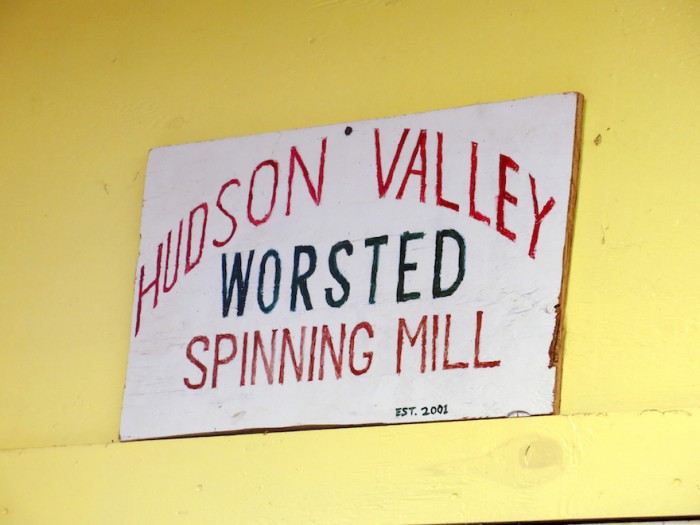 HUDSON VALLEY
WORSTED
SPINNING MILL
EST. 2001